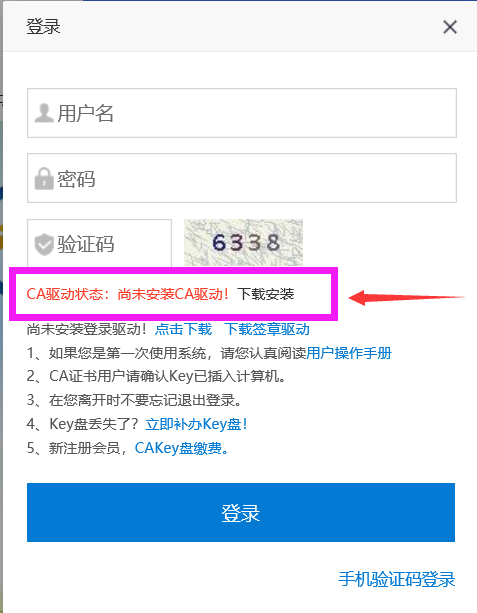 登录
用户名
密码
验证码 6338
CA驱动状态：尚未安装CA驱动！下载安装
尚未安装登录驱动！点击下载 下载签章驱动
1、如果您是第一次使用系统，请您认真阅读用户操作手册
2、CA证书用户请确认Key已插入计算机。
3、在您离开时不要忘记退出登录。
4、Key盘丢失了？立即补办Key盘！
5、新注册会员，CAKey盘缴费。
登录
手机验证码登录